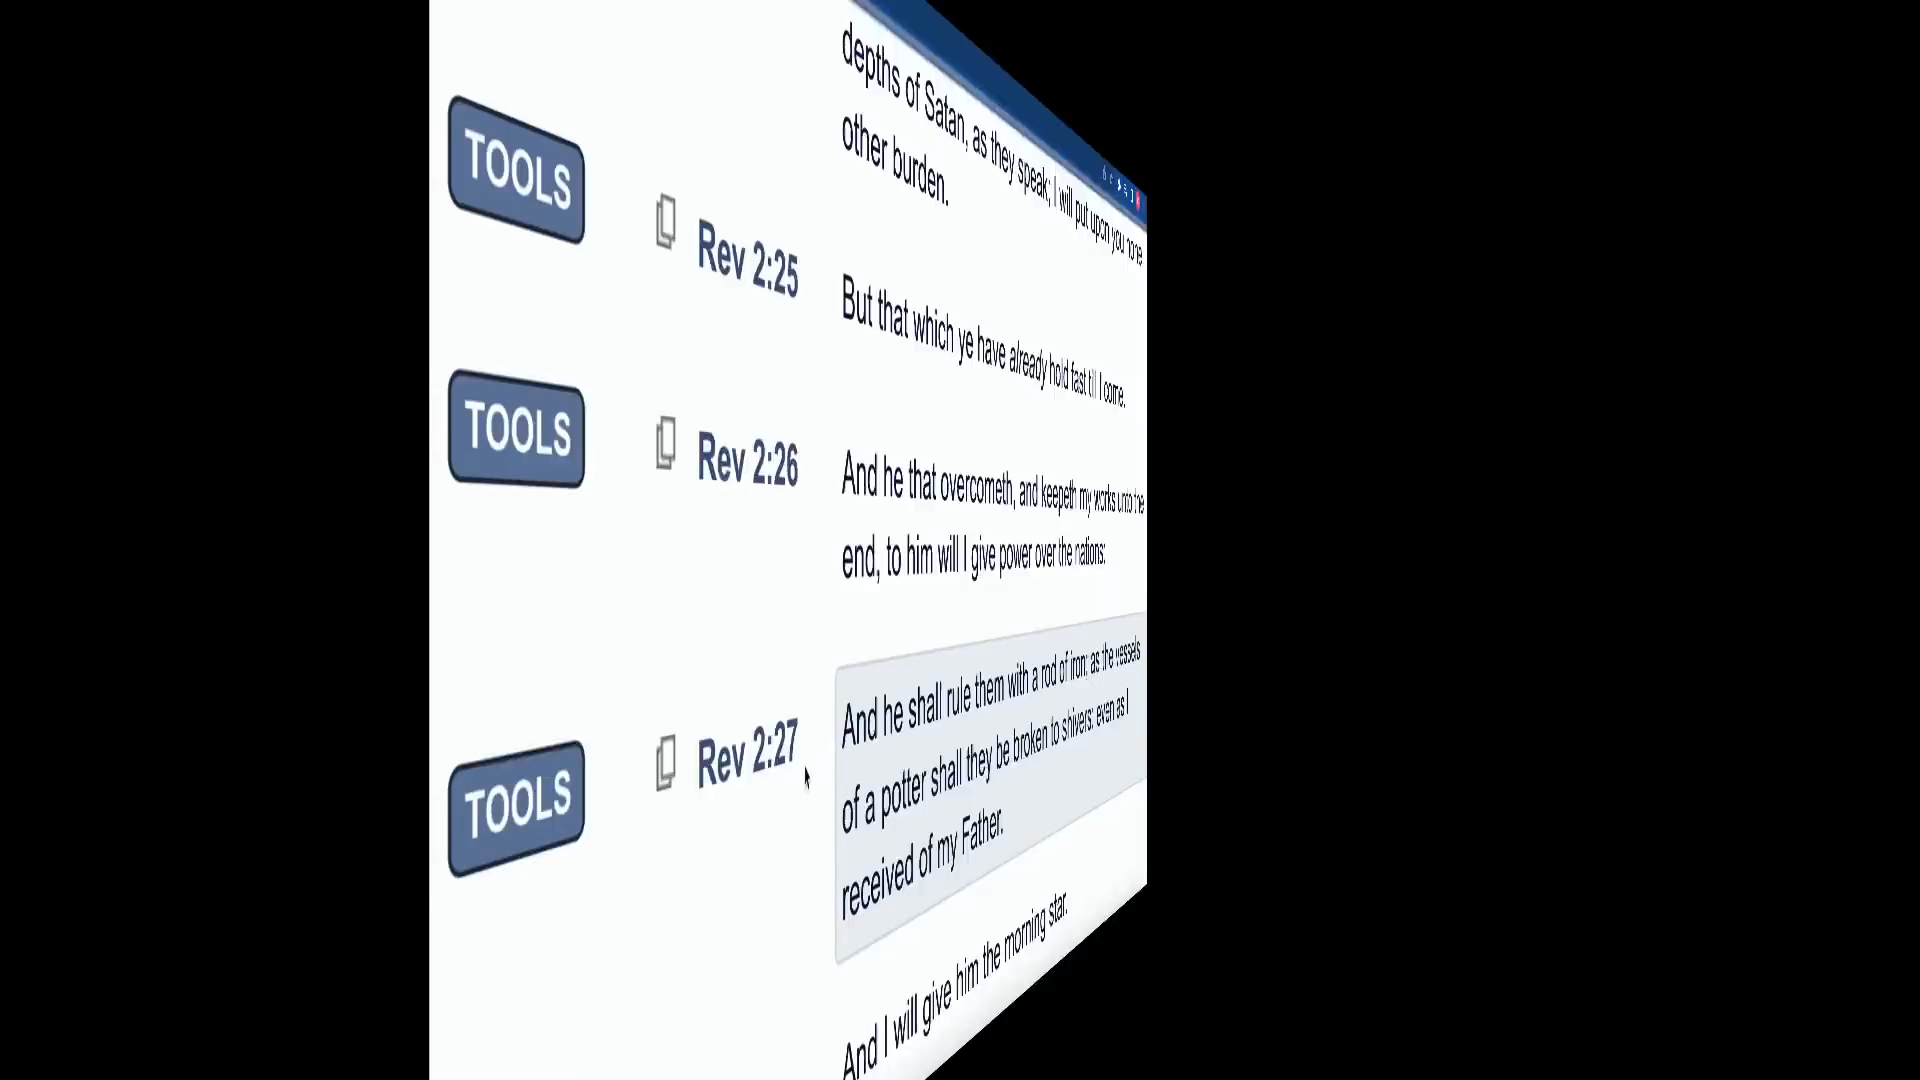 depths of Satan, as they speak; I will put upon you none
other burden.
TOOLS
Rev 2:25
But that which ye have already hold fast till I come.
TOOLS
Rev 2:26
And he that overcometh, and keepeth my works unto the
end, to him will I give power over the nations:
TOOLS
Rev 2:27
And he shall rule them with a rod of iron; as the vessels
of a potter shall they be broken to shivers: even as I
received of my Father.
And I will give him the morning star.